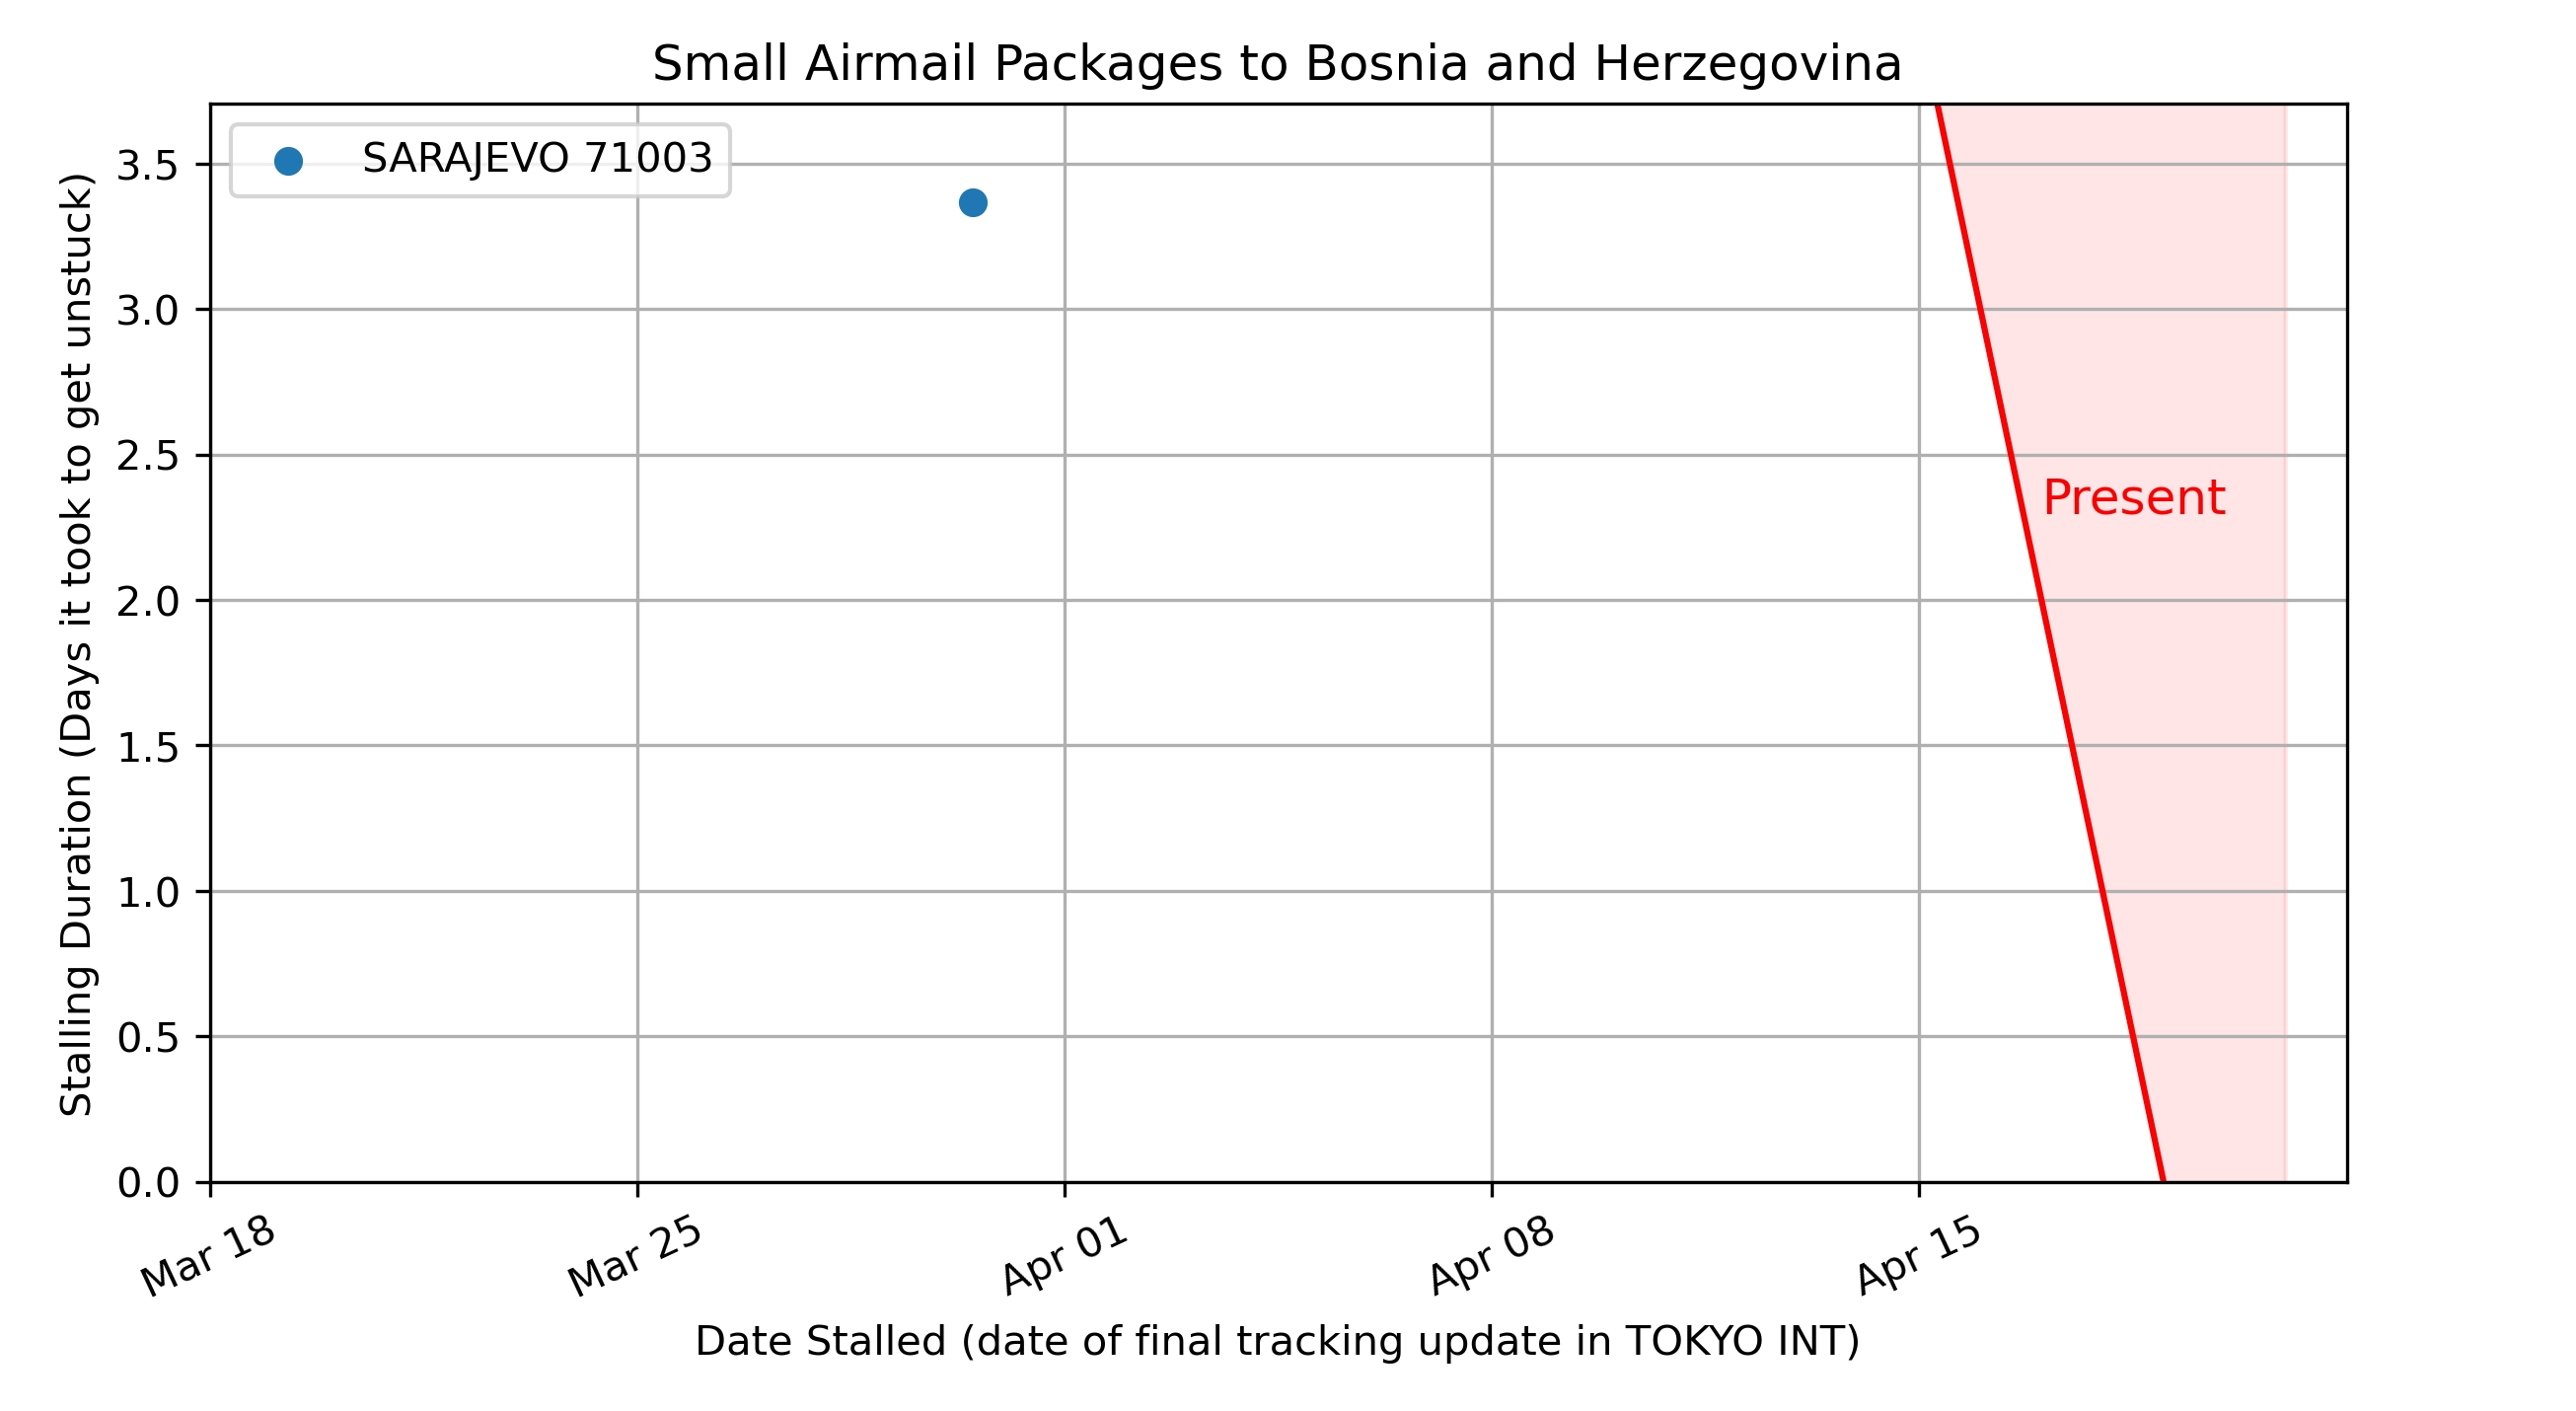 Small Airmail Packages to Bosnia and Herzegovina
SARAJEVO 71003
Stalling Duration (Days it took to get unstuck)
3.5
3.0
2.5
2.0
1.5
1.0
0.5
0.0
Present
Mar 18
Mar 25
Apr 01
Apr 08
Apr 15
Date Stalled (date of final tracking update in TOKYO INT)